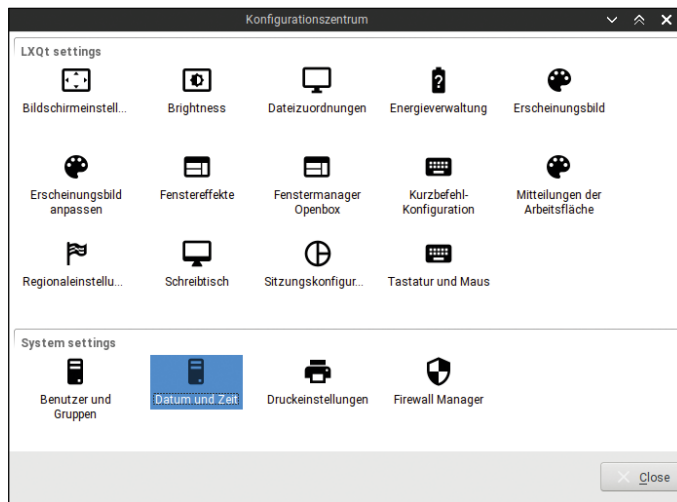 Konfigurationszentrum
LXQt settings
Bildschirmeinstell...
Brightness
Dateizuordnungen
Energieverwaltung
Erscheinungsbild
Erscheinungsbild
anpassen
Fenstereffekte
Fenstermanager
Openbox
Kurzbefehl-
Konfiguration
Mitteilungen der
Arbeitsfläche
Regionaleinstellu...
Schreibtisch
Sitzungskonfigur...
Tastatur und Maus
System settings
Benutzer und
Gruppen
Datum und Zeit
Druckeinstellungen
Firewall Manager
Close